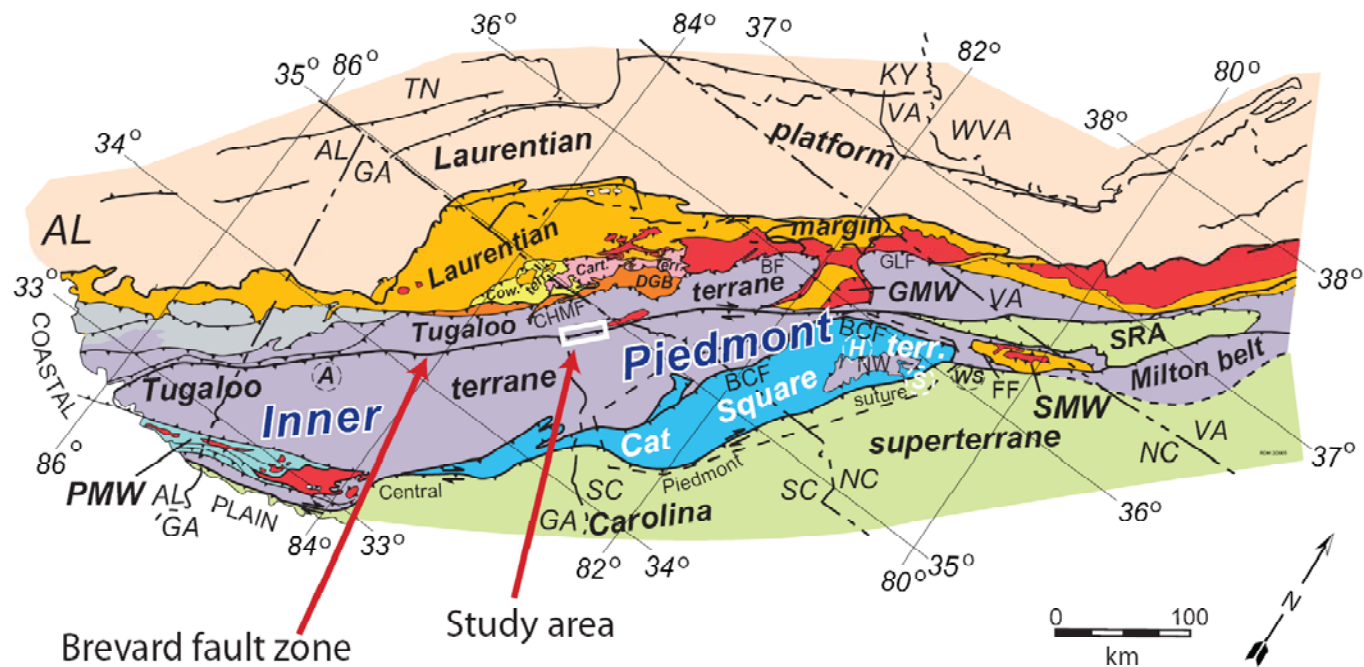 36°
84°
37°
82°
80°
35°
86°
34°
38°
TN
KY
VA
WVA
AL
GA
Laurentian
platform
AL
Laurentian
margin
Cow.
terr.
Cart.
terr.
DGB
BF
GLF
terrane
GMW
VA
38°
33°
COASTAL
Tugaloo
CHMF
SRA
Piedmont
BCF
H
terr.
Milton belt
Tugaloo
A
terrane
BCF
Square
S
WS
FF
Inner
Cat
suture
SMW
superterrane
VA
NC
37°
86°
PMW
AL
GA
PLAIN
Central
Piedmont
SC
GA
Carolina
SC
NC
36°
84°
33°
82°
34°
80°
35°
Brevard fault zone
Study area
0 100
km
N